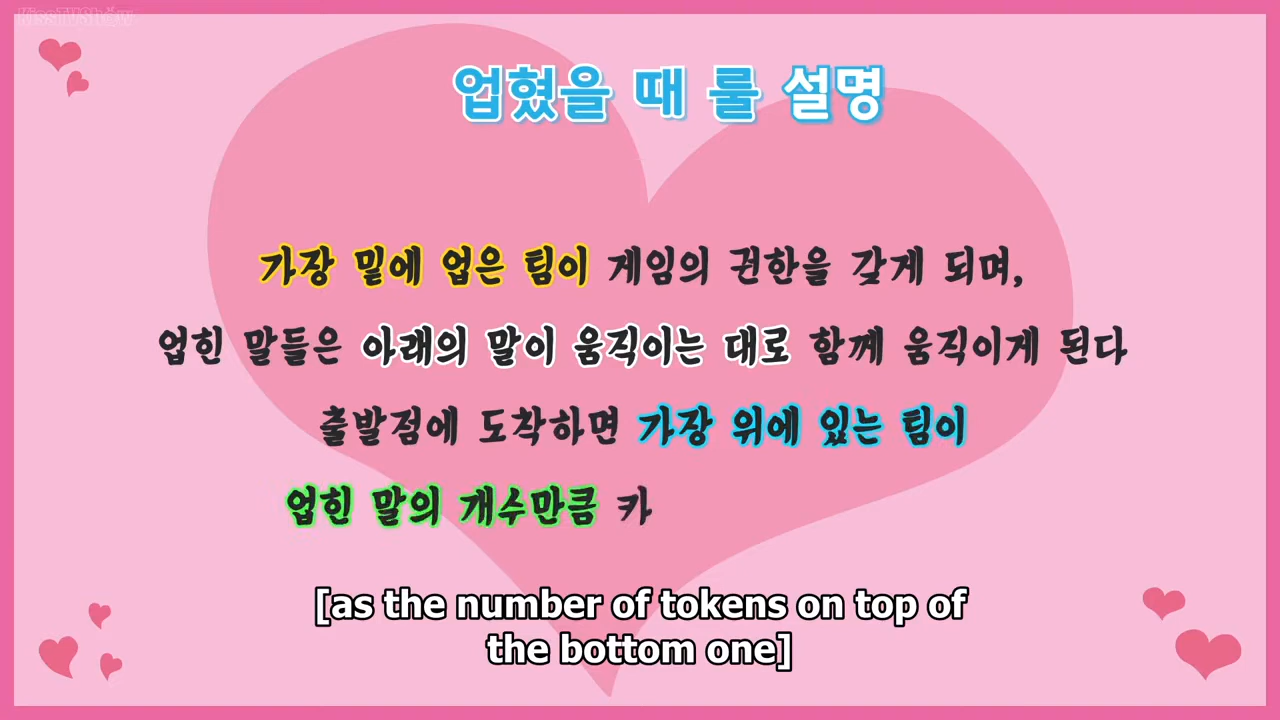 KissTVShow
업혔을 때 룰 설명
가장 밑에 업은 팀이 게임의 권한을 갖게 되며,
업힌 말들은 아래의 말이 움직이는 대로 함께 움직이게 된다
출발점에 도착하면 가장 위에 있는 팀이
업힌 말의 개수만큼 카
[as the number of tokens on top of
the bottom one]